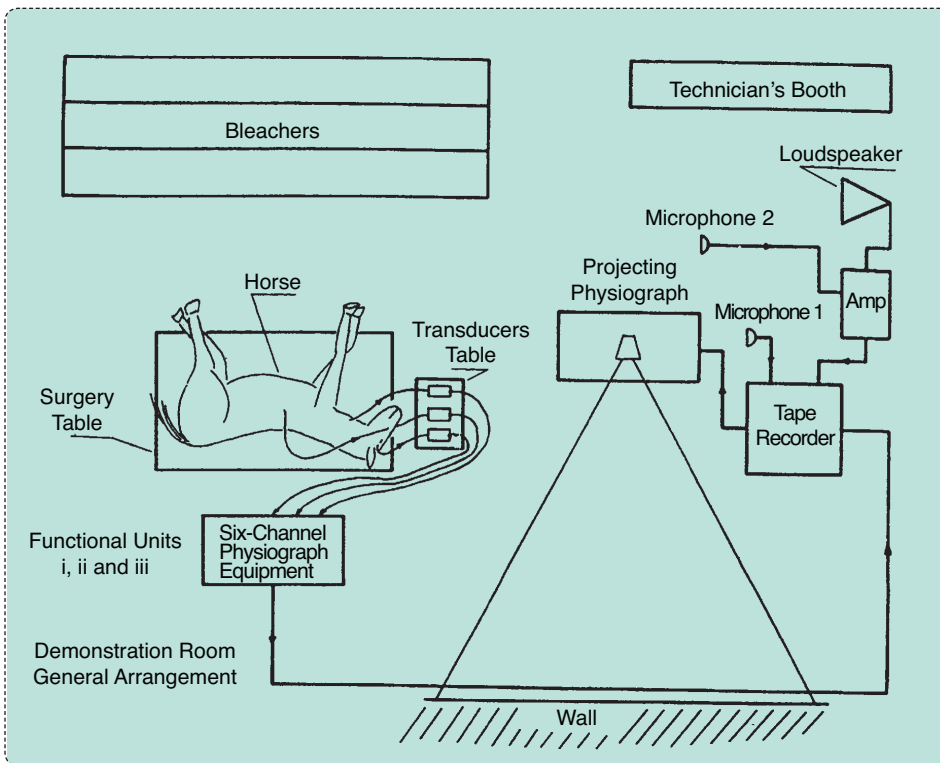 Bleachers
Technician's Booth
Loudspeaker
Microphone 2
Projecting
Physiograph
Amp
Horse
Microphone 1
Transducers
Table
Surgery
Table
Tape
Recorder
Functional Units
i, ii and iii
Six-Channel
Physiograph
Equipment
Demonstration Room
General Arrangement
Wall